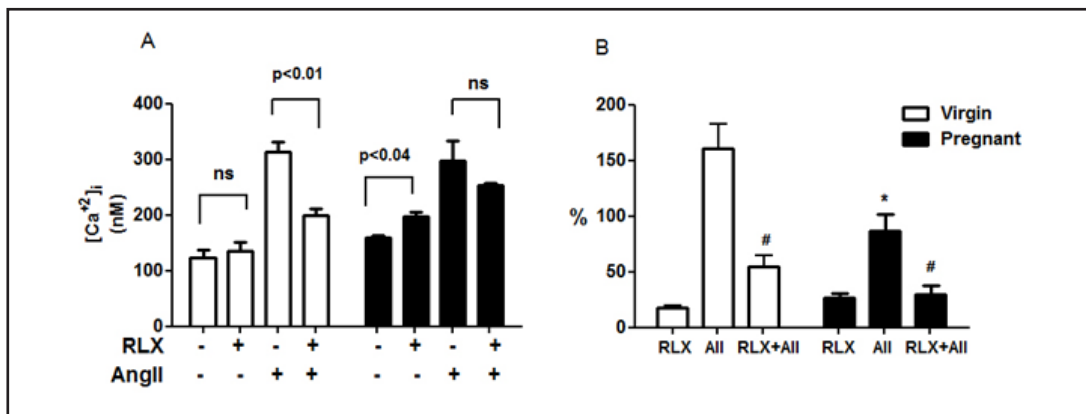 A
B
p<0.01
ns
ns
p<0.04
400
300
200
100
0
[Ca+2]i
(nM)
RLX - + - + - + - +
AngII - - + + - - + +
200
150
100
50
0
%
Virgin
Pregnant
#
*
#
RLX AII RLX+AII RLX AII RLX+AII